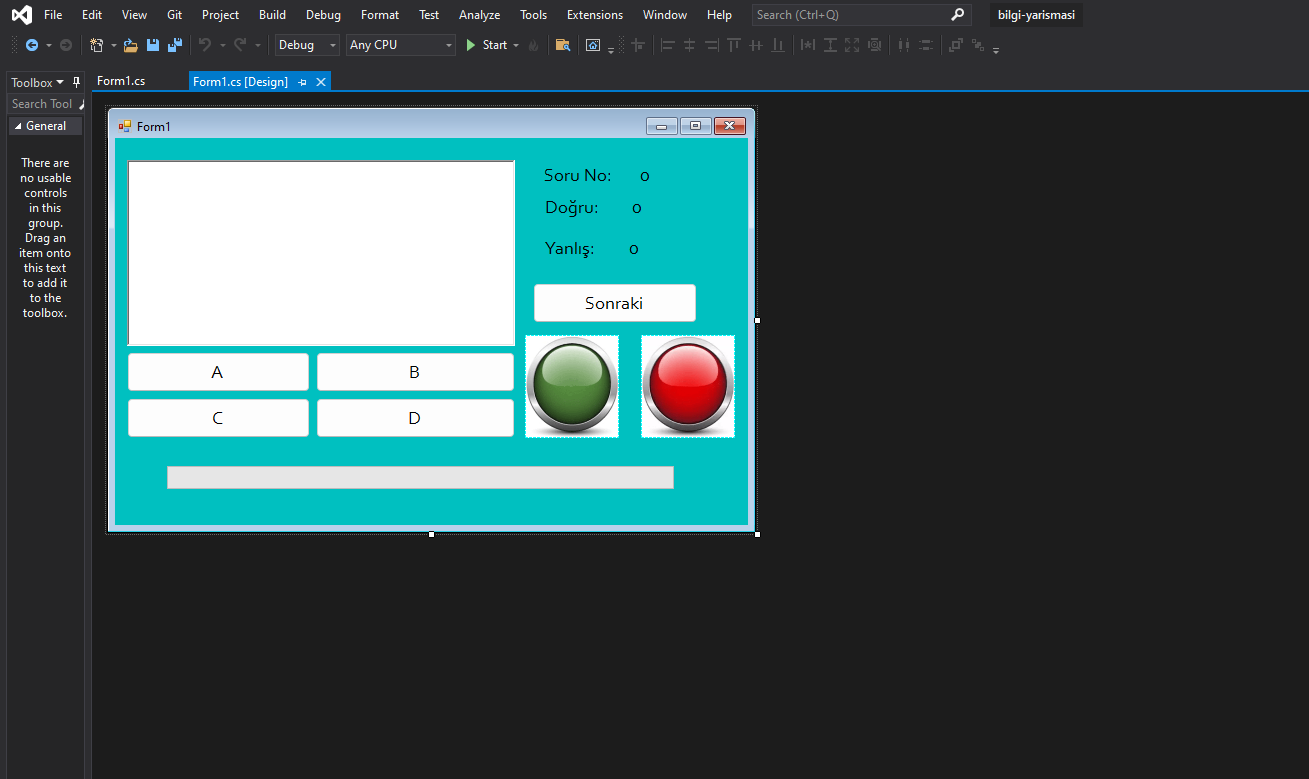 File Edit View Git Project Build Debug Format Test Analyze Tools Extensions Window Help Search (Ctrl+Q) bilgi-yarismasi
Debug Any CPU Start
Toolbox Form1.cs Form1.cs [Design]
Search Tool
General
There are
no usable
controls
in this
group.
Drag an
item onto
this text
to add it
to the
toolbox.
Form1
Soru No: 0
Doğru: 0
Yanlış: 0
Sonraki
A B
C D